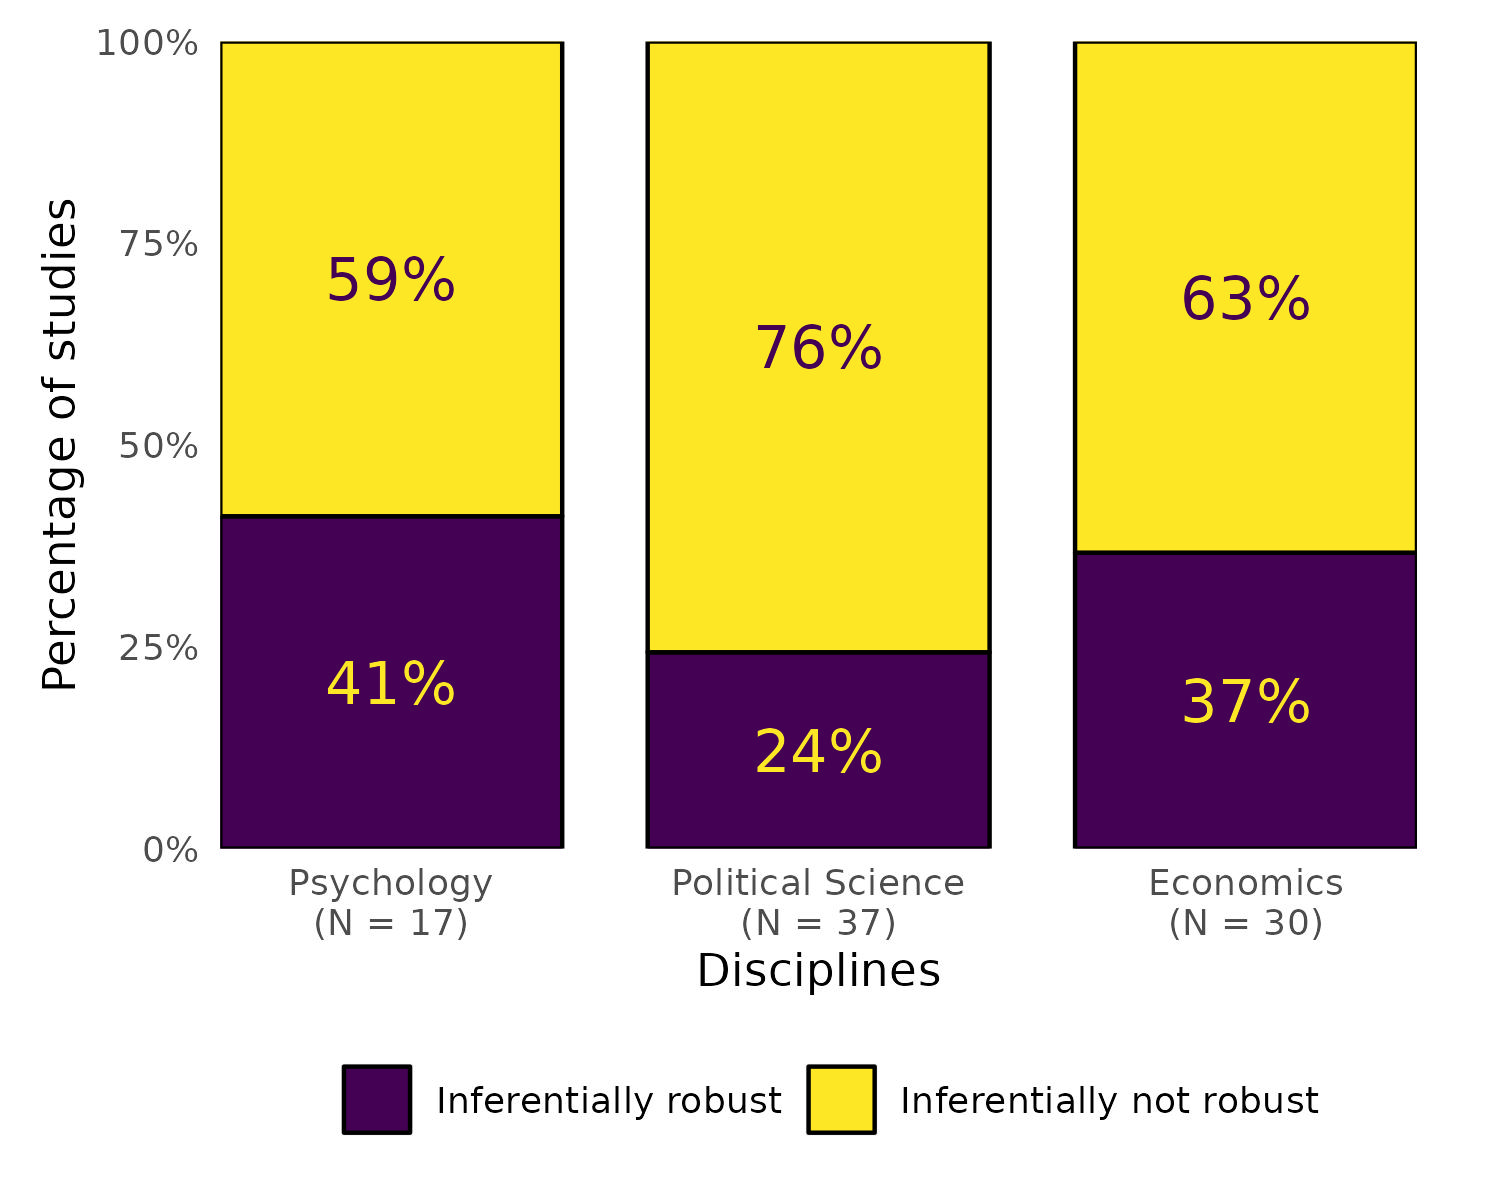 100%
75%
50%
25%
0%
Percentage of studies
59%
76%
63%
41%
24%
37%
Psychology
(N = 17)
Political Science
(N = 37)
Economics
(N = 30)
Disciplines
Inferentially robust
Inferentially not robust